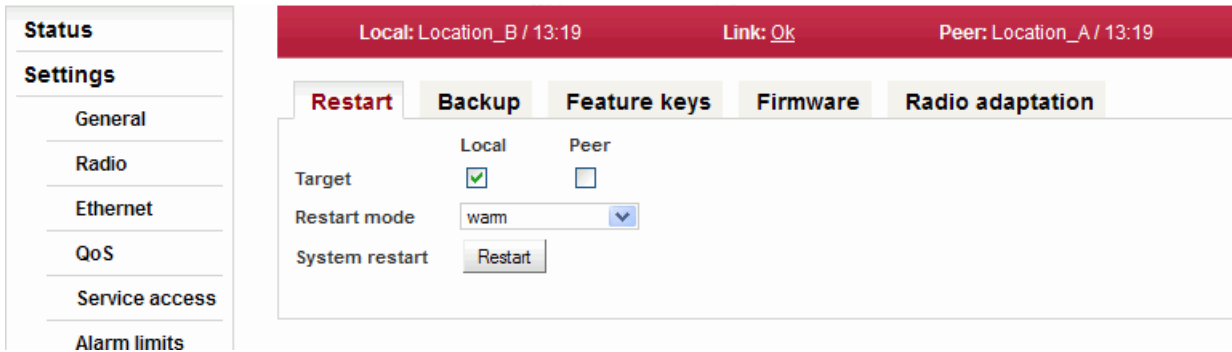 Status
Settings
General
Radio
Ethernet
QoS
Service access
Alarm limits
Local: Location_B / 13:19 Link: Ok Peer: Location_A / 13:19
Restart Backup Feature keys Firmware Radio adaptation
Local Peer
Target
Restart mode warm
System restart Restart